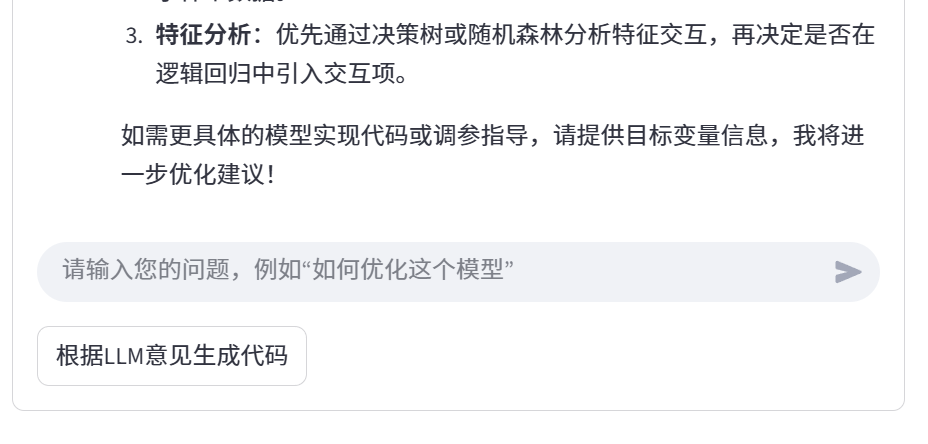 3. 特征分析：优先通过决策树或随机森林分析特征交互，再决定是否在
逻辑回归中引入交互项。
如需更具体的模型实现代码或调参指导，请提供目标变量信息，我将进
一步优化建议！
请输入您的问题，例如“如何优化这个模型”
根据LLM意见生成代码